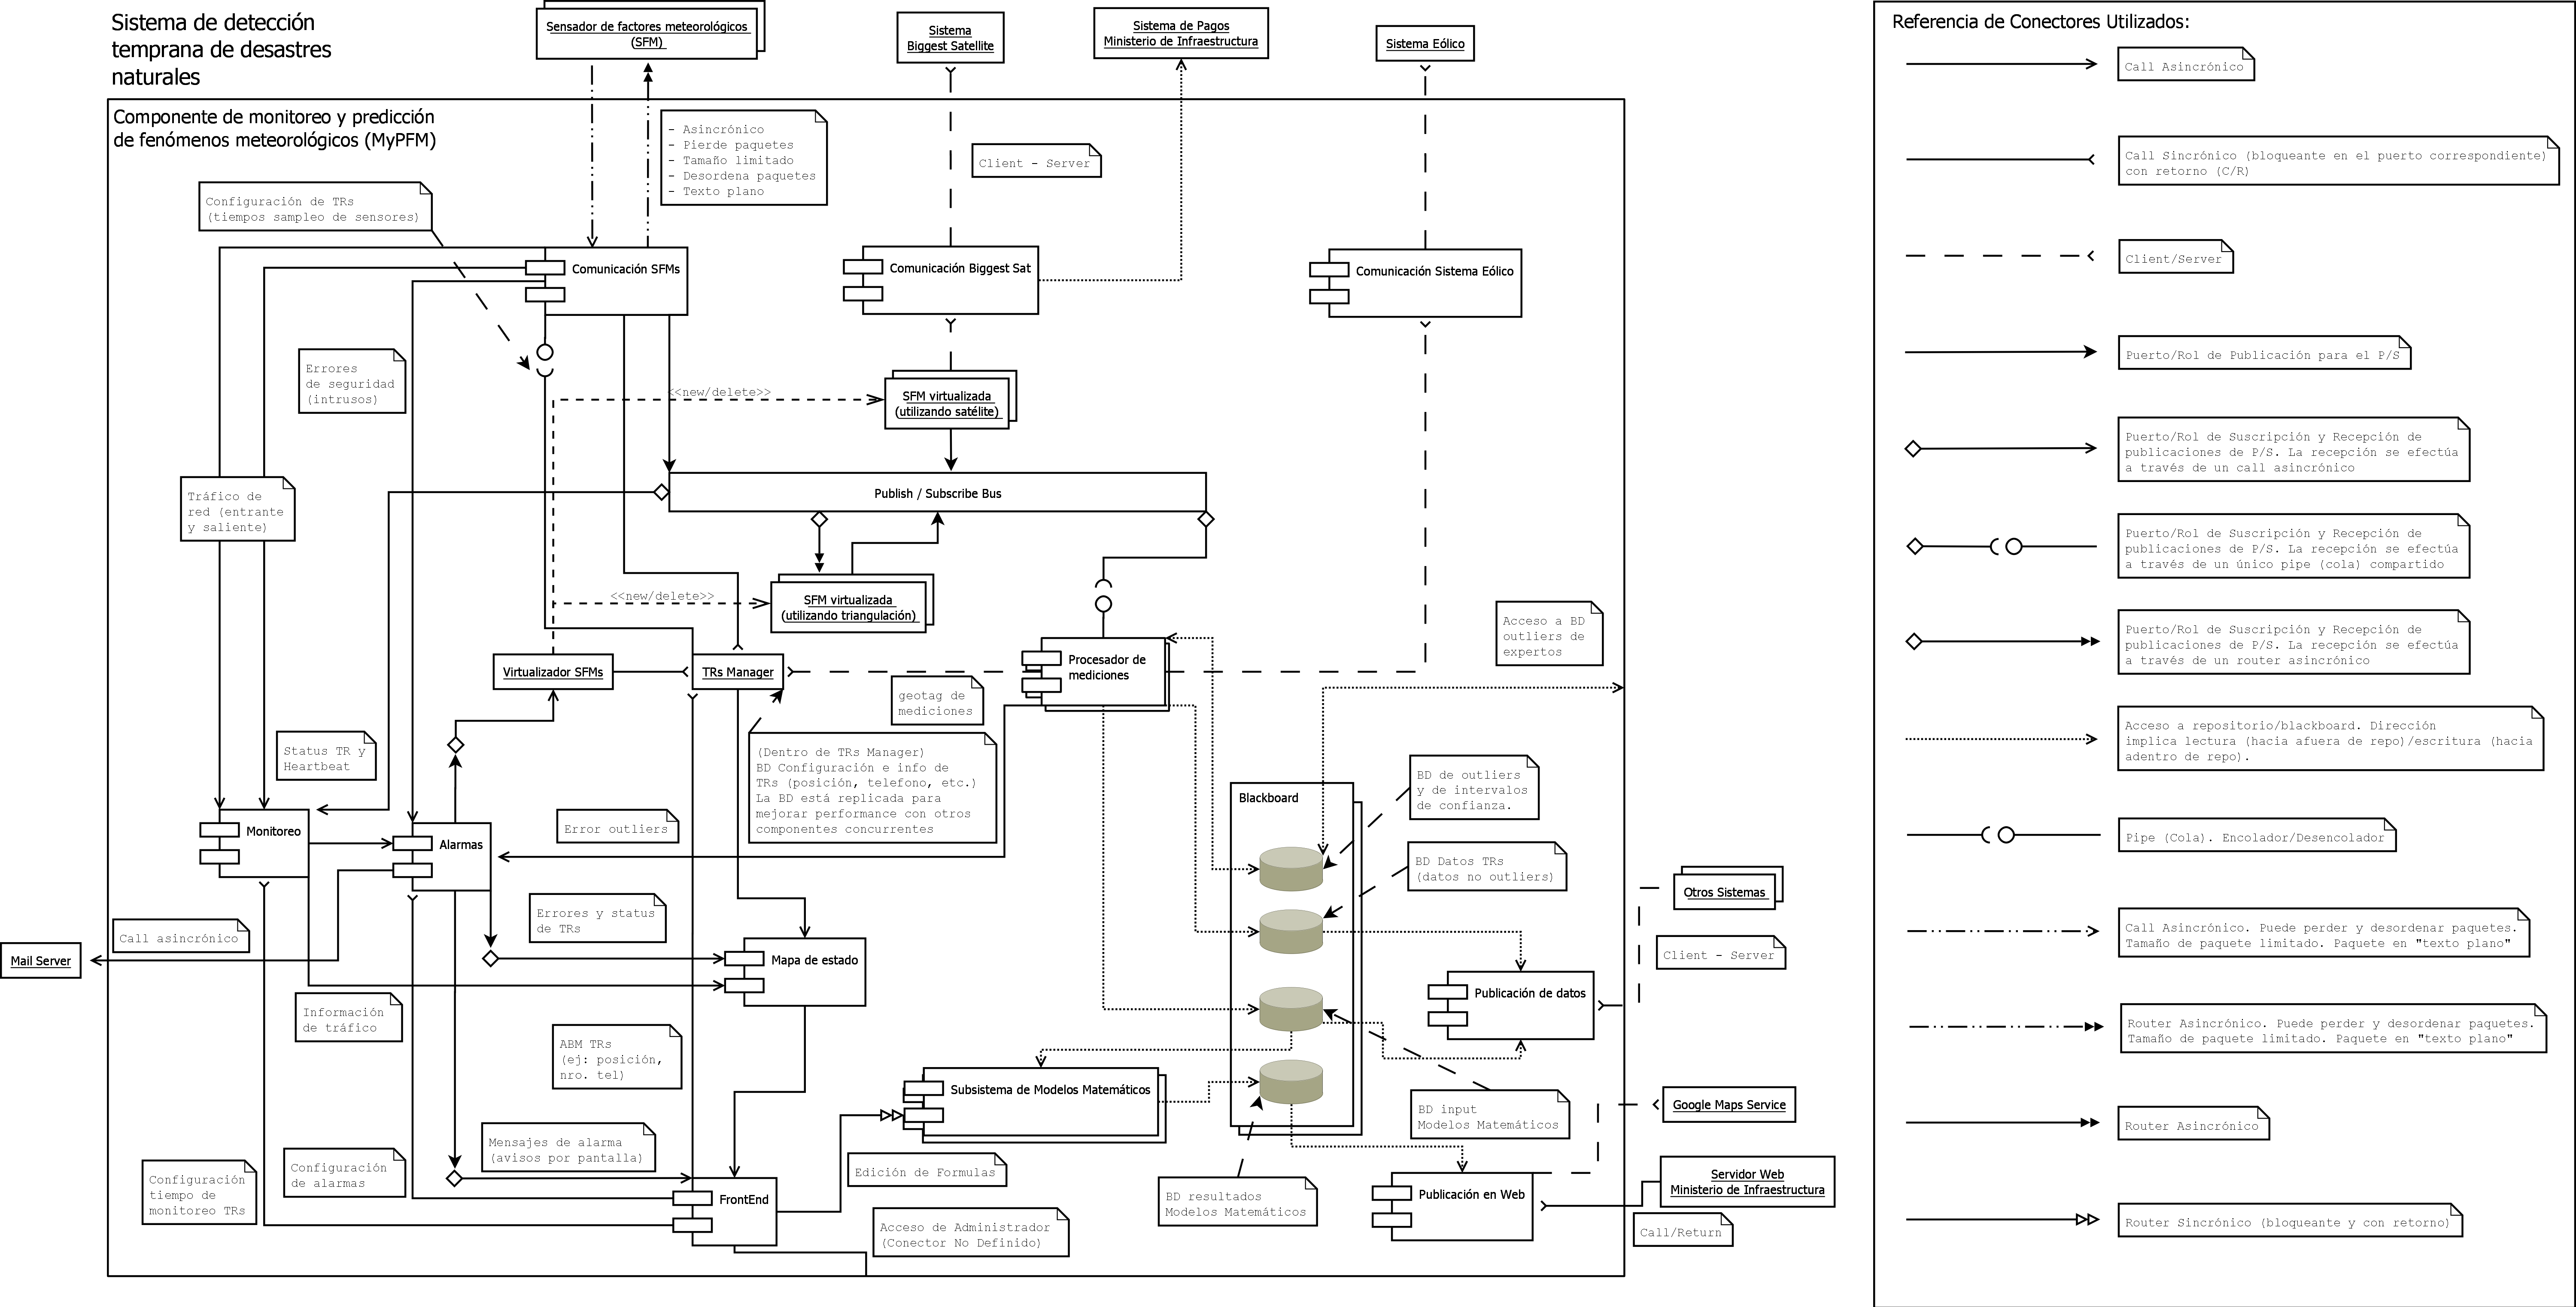 Sistema de detección
temprana de desastres
naturales
Sensador de factores meteorológicos
(SFM)
Sistema
Biggest Satellite
Sistema de Pagos
Ministerio de Infraestructura
Sistema Eólico
Componente de monitoreo y predicción
de fenómenos meteorológicos (MyPFM)
- Asincrónico
- Pierde paquetes
- Tamaño limitado
- Desordena paquetes
- Texto plano
Client - Server
Configuración de TRs
(tiempos sampleo de sensores)
Comunicación SFMs
Comunicación Biggest Sat
Comunicación Sistema Eólico
Errores
de seguridad
(intrusos)
<<new/delete>>
SFM virtualizada
(utilizando satélite)
Tráfico de
red (entrante
y saliente)
Publish / Subscribe Bus
<<new/delete>>
SFM virtualizada
(utilizando triangulación)
Acceso a BD
outliers de
expertos
Virtualizador SFMs
TRs Manager
Procesador de
mediciones
geotag de
mediciones
Status TR y
Heartbeat
(Dentro de TRs Manager)
BD Configuración e info de
TRs (posición, telefono, etc.)
La BD está replicada para
mejorar performance con otros
componentes concurrentes
BD de outliers
y de intervalos
de confianza.
Blackboard
Error outliers
Monitoreo
Alarmas
BD Datos TRs
(datos no outliers)
Otros Sistemas
Errores y status
de TRs
Call asincrónico
Client - Server
Mail Server
Mapa de estado
Publicación de datos
Información
de tráfico
ABM TRs
(ej: posición,
nro. tel)
Subsistema de Modelos Matemáticos
BD input
Modelos Matemáticos
Google Maps Service
Mensajes de alarma
(avisos por pantalla)
Edición de Formulas
Configuración
tiempo de
monitoreo TRs
Configuración
de alarmas
FrontEnd
BD resultados
Modelos Matemáticos
Publicación en Web
Servidor Web
Ministerio de Infraestructura
Acceso de Administrador
(Conector No Definido)
Call/Return
Referencia de Conectores Utilizados:
Call Asincrónico
Call Sincrónico (bloqueante en el puerto correspondiente)
con retorno (C/R)
Client/Server
Puerto/Rol de Publicación para el P/S
Puerto/Rol de Suscripción y Recepción de
publicaciones de P/S. La recepción se efectúa
a través de un call asincrónico
Puerto/Rol de Suscripción y Recepción de
publicaciones de P/S. La recepción se efectúa
a través de un único pipe (cola) compartido
Puerto/Rol de Suscripción y Recepción de
publicaciones de P/S. La recepción se efectúa
a través de un router asincrónico
Acceso a repositorio/blackboard. Dirección
implica lectura (hacia afuera de repo)/escritura (hacia
adentro de repo).
Pipe (Cola). Encolador/Desencolador
Call Asincrónico. Puede perder y desordenar paquetes.
Tamaño de paquete limitado. Paquete en "texto plano"
Router Asincrónico. Puede perder y desordenar paquetes.
Tamaño de paquete limitado. Paquete en "texto plano"
Router Asincrónico
Router Sincrónico (bloqueante y con retorno)